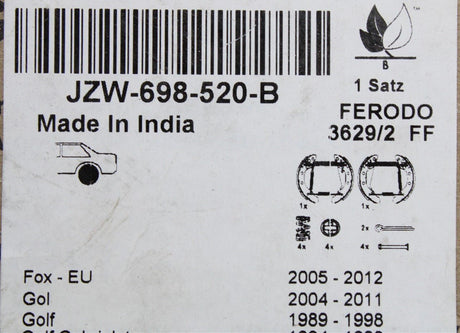 JZW-698-520-B
Made In India
B
1 Satz
FERODO
3629/2 FF
1x 1x
4x 4x 2x
4x
Fox - EU 2005 - 2012
Gol 2004 - 2011
Golf 1989 - 1998
Golf